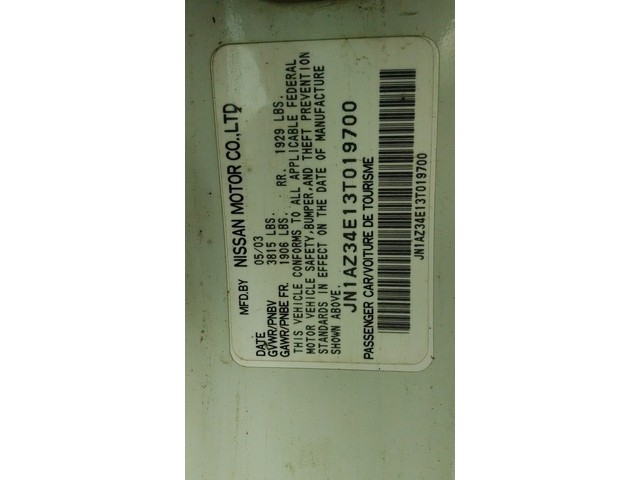 MFD.BY NISSAN MOTOR CO.,LTD
DATE 05/03
GVWR/PNBV 3815 LBS.
GAWR/PNBE FR. 1906 LBS. RR. 1929 LBS.
THIS VEHICLE CONFORMS TO ALL APPLICABLE FEDERAL
MOTOR VEHICLE SAFETY,BUMPER,AND THEFT PREVENTION
STANDARDS IN EFFECT ON THE DATE OF MANUFACTURE
SHOWN ABOVE.
JN1AZ34E13T019700
PASSENGER CAR/VOITURE DE TOURISME
JN1AZ34E13T019700